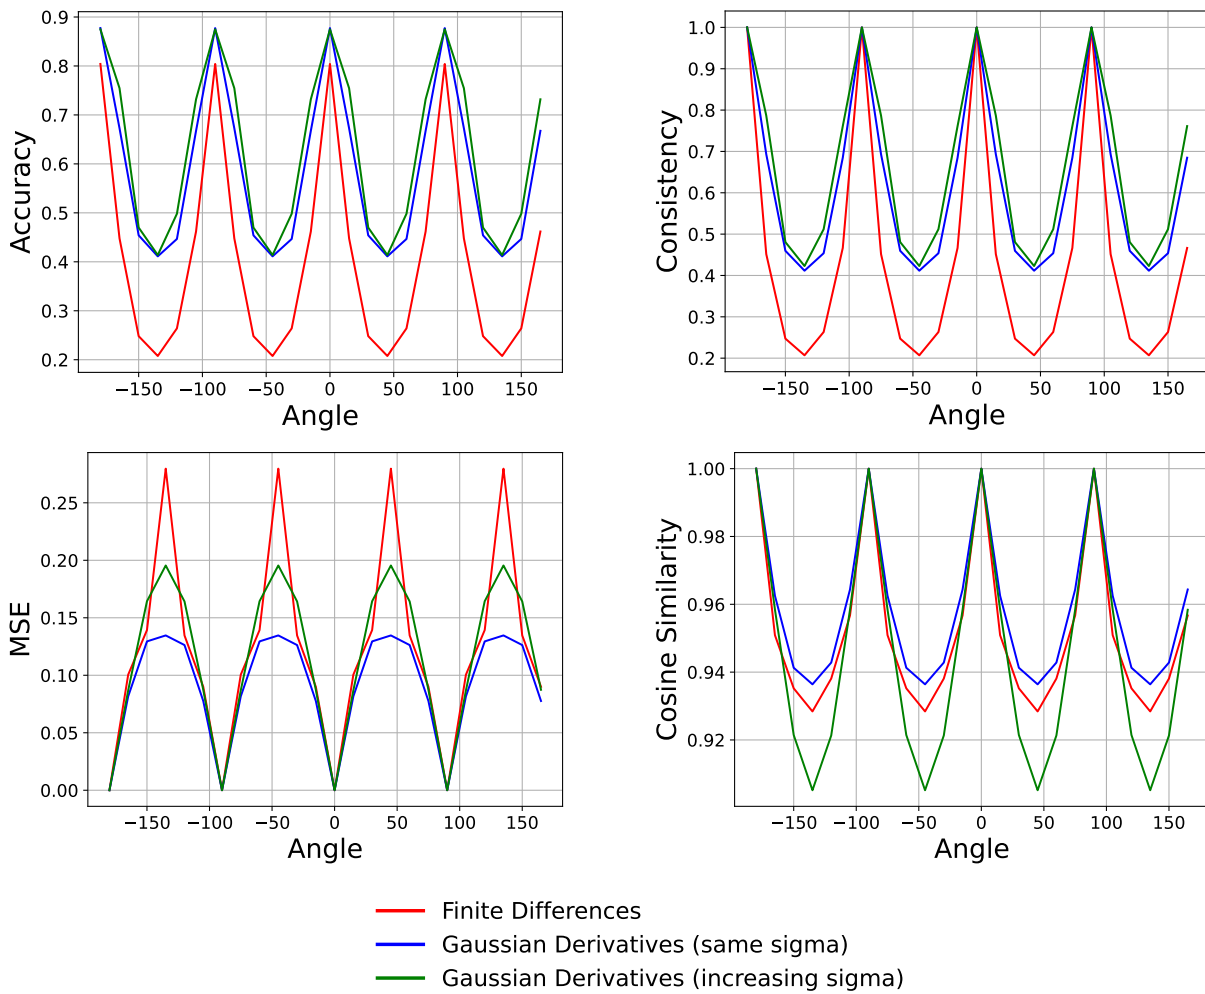 0.9
0.8
0.7
0.6
0.5
0.4
0.3
0.2
Accuracy
−150 −100 −50 0 50 100 150
Angle
1.0
0.9
0.8
0.7
0.6
0.5
0.4
0.3
0.2
Consistency
−150 −100 −50 0 50 100 150
Angle
0.25
0.20
0.15
0.10
0.05
0.00
MSE
−150 −100 −50 0 50 100 150
Angle
1.00
0.98
0.96
0.94
0.92
Cosine Similarity
−150 −100 −50 0 50 100 150
Angle
Finite Differences
Gaussian Derivatives (same sigma)
Gaussian Derivatives (increasing sigma)